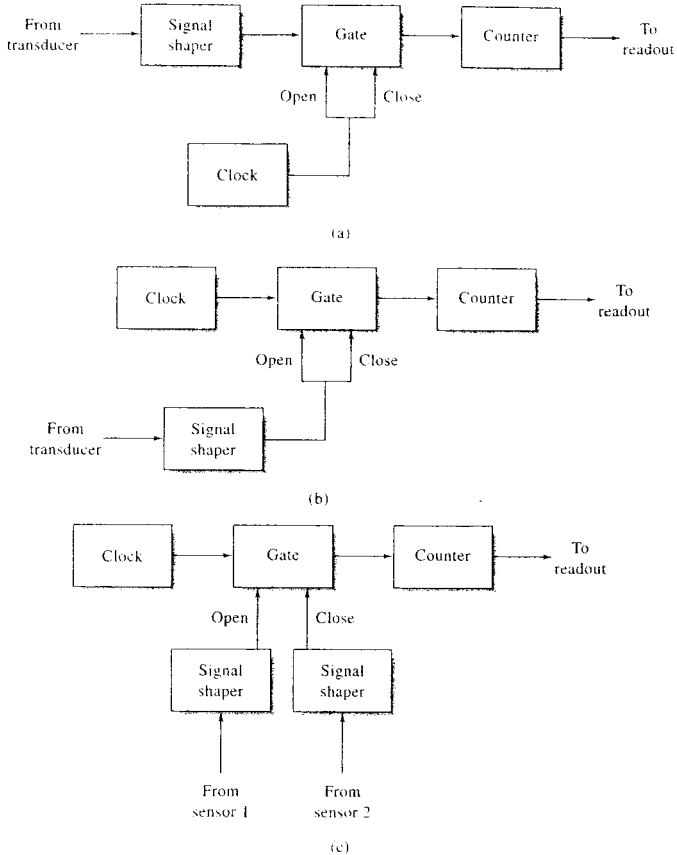 From
transducer
Signal
shaper
Gate
Counter
To
readout
Open
Close
Clock
(a)
Clock
Gate
Counter
To
readout
Open
Close
From
transducer
Signal
shaper
(b)
Clock
Gate
Counter
To
readout
Open
Close
Signal
shaper
Signal
shaper
From
sensor 1
From
sensor 2
(c)